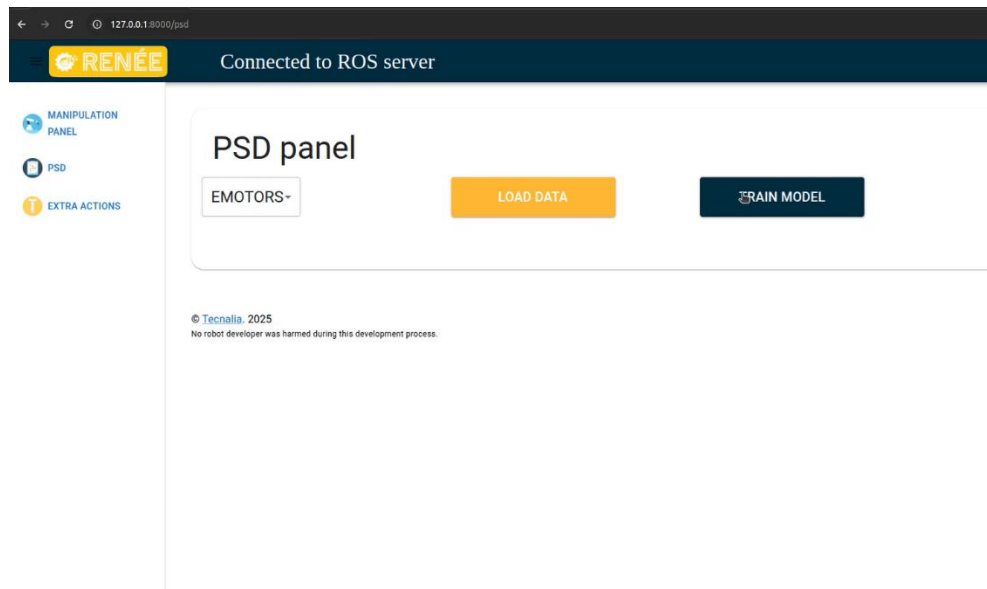 127.0.0.1:8000/psd
RENÉE
Connected to ROS server
MANIPULATION
PANEL
PSD
EXTRA ACTIONS
PSD panel
EMOTORS
LOAD DATA
TRAIN MODEL
© Tecnalia. 2025
No robot developer was harmed during this development process.